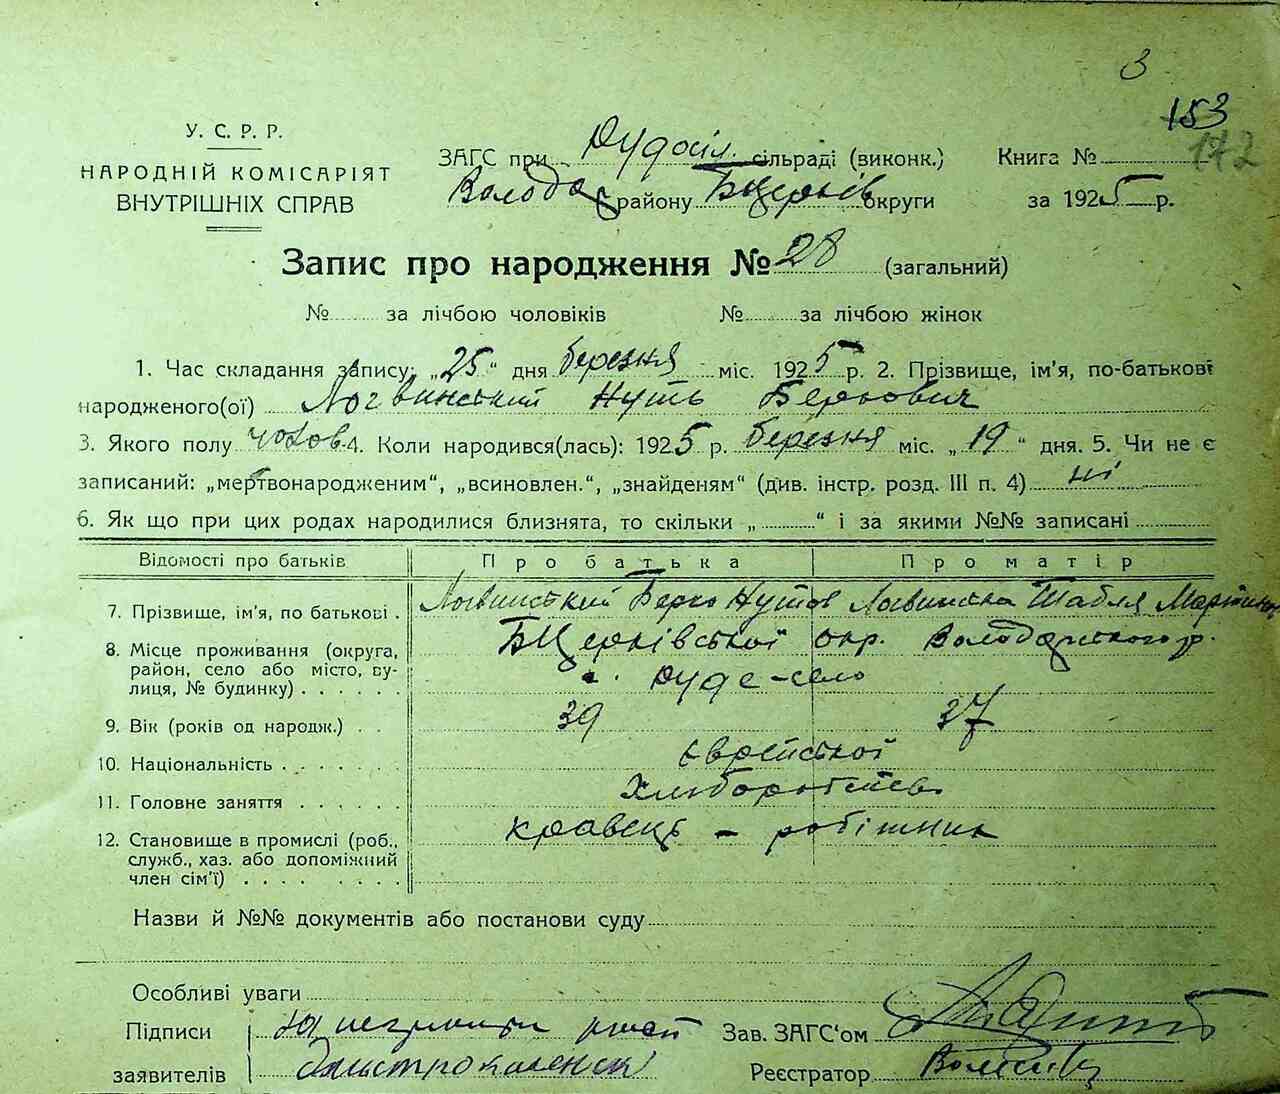 3
153
172
У. С. Р. Р.
НАРОДНІЙ КОМІСАРІЯТ
ВНУТРІШНІХ СПРАВ
ЗАГС при Рудосіл. сільраді (виконк.) Книга №
Володар району БЦерків округи за 1925 р.
Запис про народження № 28 (загальний)
№ за лічбою чоловіків № за лічбою жінок
1. Час складання запису: „25“ дня березня міс. 1925 р. 2. Прізвище, ім'я, по-батькові
народженого(ої) Логвинський Нуть Беркович
3. Якого полу чолов. 4. Коли народився(лась): 1925 р. березня міс. „19“ дня. 5. Чи не є
записаний: „мертвонародженим“, „всиновлен.“, „знайденям“ (див. інстр. розд. III п. 4) ні
6. Як що при цих родах народилися близнята, то скільки „ “ і за якими №№ записані
Відомості про батьків Про батька Про матір
7. Прізвище, ім'я, по батькові . Логвинський Берко Нутов Логвинська
8. Місце проживання (округа, район, село або місто, вулиця, № будинку) БЦерківської окр. Володарського р.
Руде-село
9. Вік (років од народж.) 39 37
10. Національність Єврейської
11. Головне заняття Хліборобство
12. Становище в промислі (роб., служб., хаз. або допоміжний член сім'ї) кравець - робітник
Назви й №№ документів або постанови суду
Особливі уваги
Підписи
заявителів
Зав. ЗАГС'ом
Реєстратор